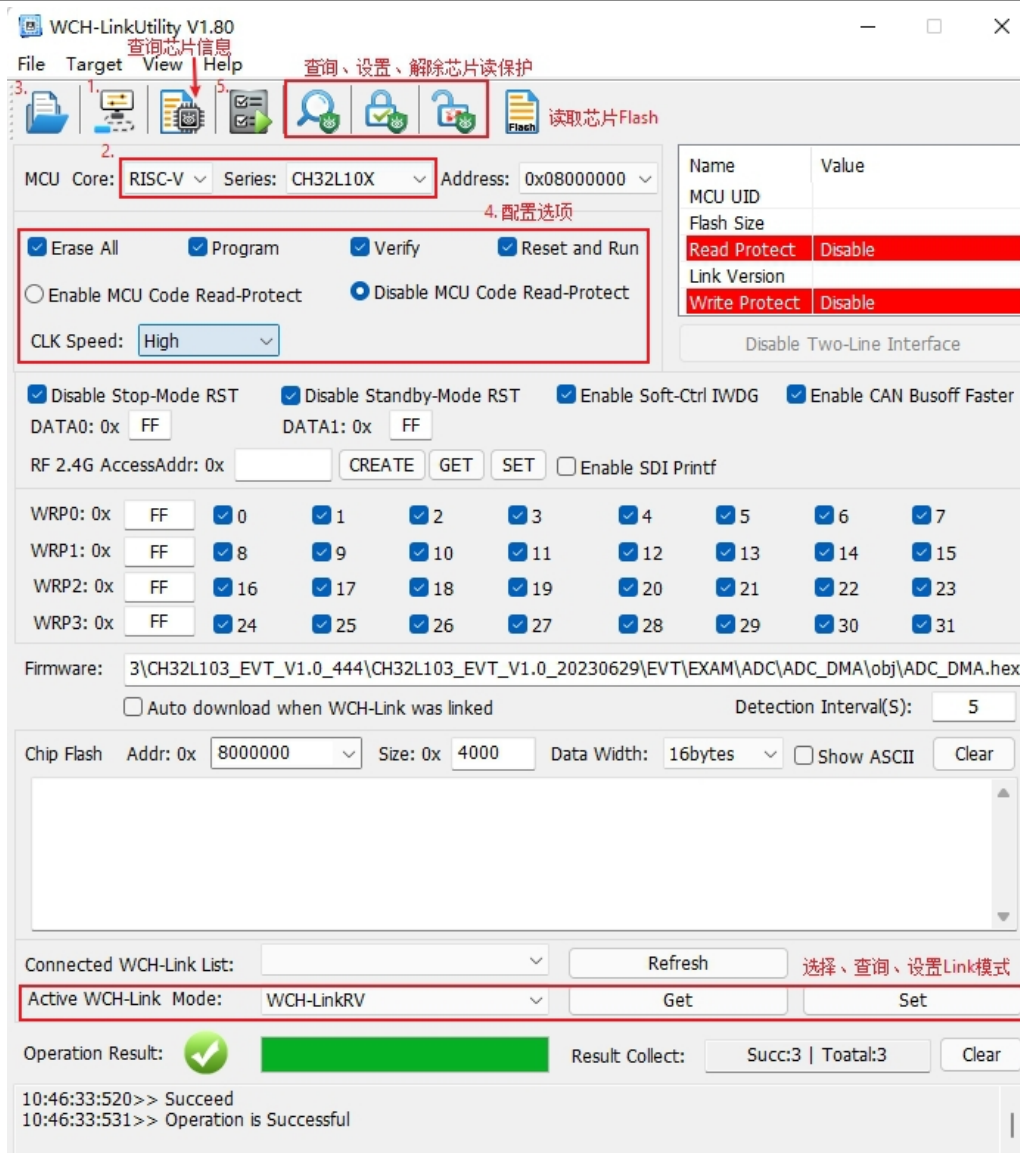 WCH-LinkUtility V1.80
查询芯片信息
File Target View Help
查询、设置、解除芯片读保护
3. 1. 5.
Flash
读取芯片Flash
2.
MCU Core: RISC-V Series: CH32L10X Address: 0x08000000
4. 配置选项
Erase All Program Verify Reset and Run
Enable MCU Code Read-Protect Disable MCU Code Read-Protect
CLK Speed: High
Name Value
MCU UID
Flash Size
Read Protect Disable
Link Version
Write Protect Disable
Disable Two-Line Interface
Disable Stop-Mode RST Disable Standby-Mode RST Enable Soft-Ctrl IWDG Enable CAN Busoff Faster
DATA0: 0x FF DATA1: 0x FF
RF 2.4G AccessAddr: 0x CREATE GET SET Enable SDI Printf
WRP0: 0x FF 0 1 2 3 4 5 6 7
WRP1: 0x FF 8 9 10 11 12 13 14 15
WRP2: 0x FF 16 17 18 19 20 21 22 23
WRP3: 0x FF 24 25 26 27 28 29 30 31
Firmware: 3\CH32L103_EVT_V1.0_444\CH32L103_EVT_V1.0_20230629\EVT\EXAM\ADC\ADC_DMA\obj\ADC_DMA.hex
Auto download when WCH-Link was linked Detection Interval(S): 5
Chip Flash Addr: 0x 8000000 Size: 0x 4000 Data Width: 16bytes Show ASCII Clear
Connected WCH-Link List: Refresh 选择、查询、设置Link模式
Active WCH-Link Mode: WCH-LinkRV Get Set
Operation Result: Result Collect: Succ:3 | Toatal:3 Clear
10:46:33:520>> Succeed
10:46:33:531>> Operation is Successful